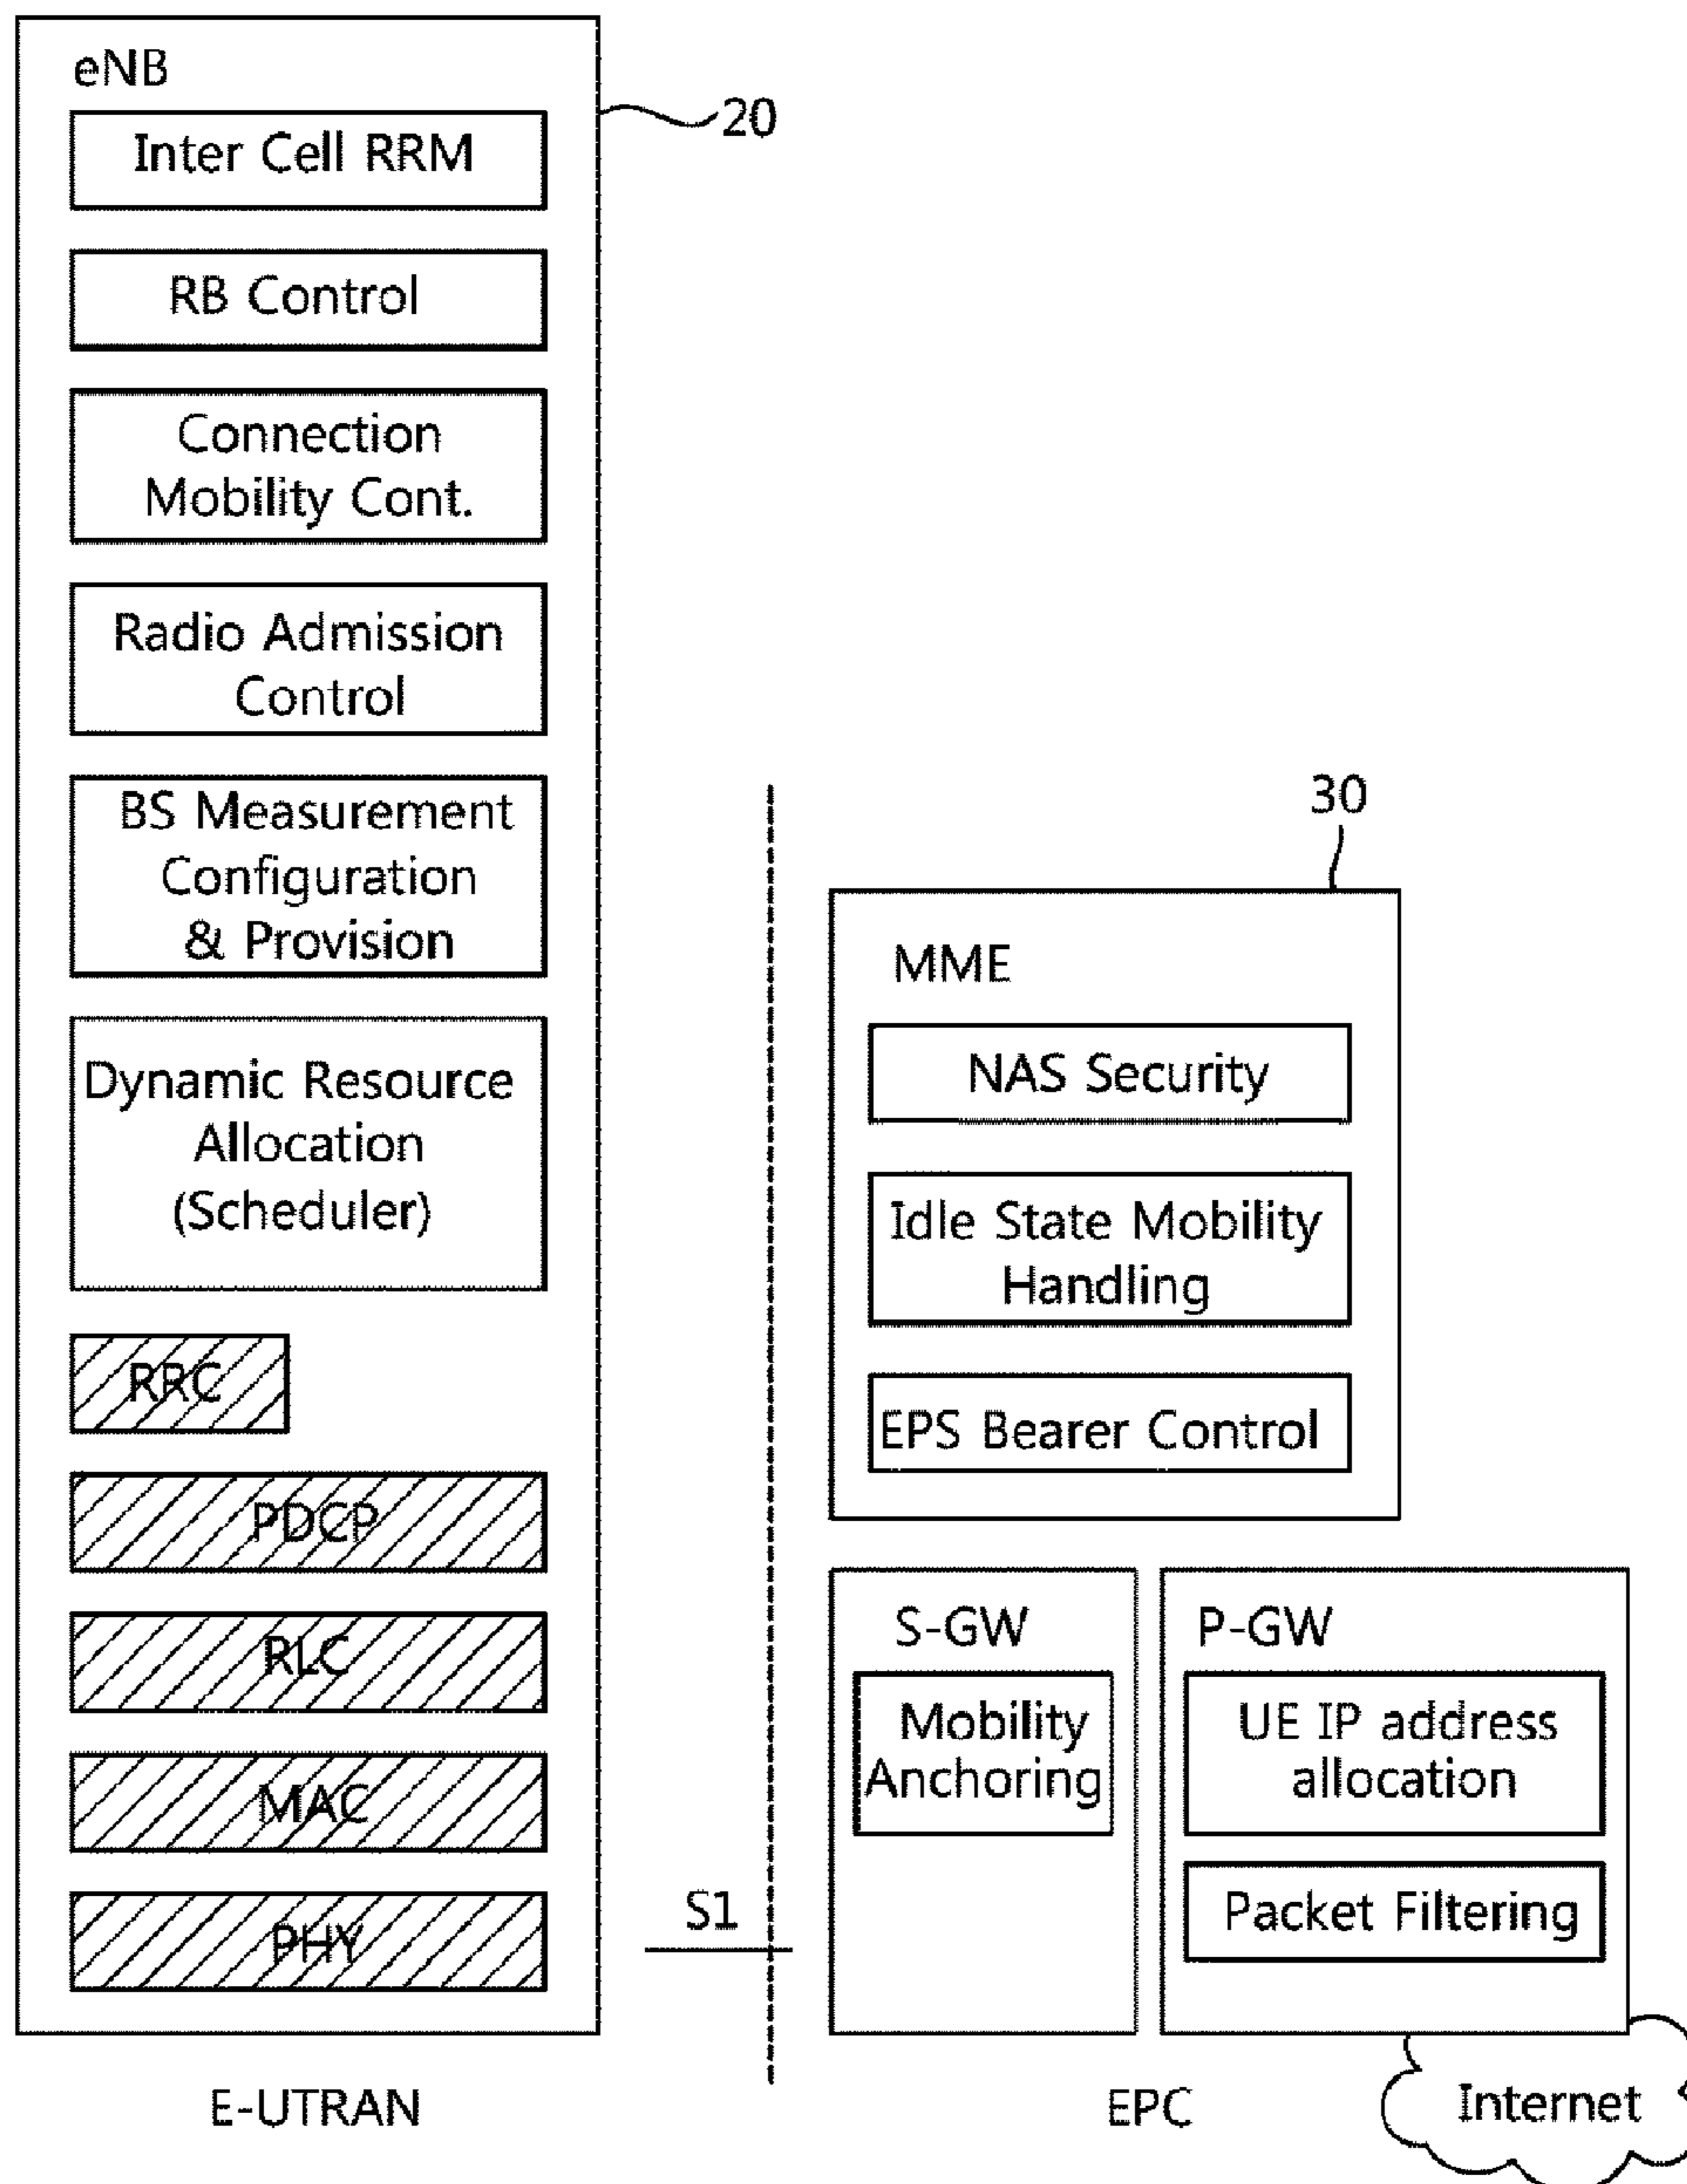 eNB
20
Inter Cell RRM
RB Control
Connection
Mobility Cont.
Radio Admission
Control
BS Measurement
Configuration
& Provision
Dynamic Resource
Allocation
(Scheduler)
RRC
PDCP
RLC
MAC
PHY
E-UTRAN
S1
30
MME
NAS Security
Idle State Mobility
Handling
EPS Bearer Control
S-GW
Mobility
Anchoring
P-GW
UE IP address
allocation
Packet Filtering
EPC
Internet